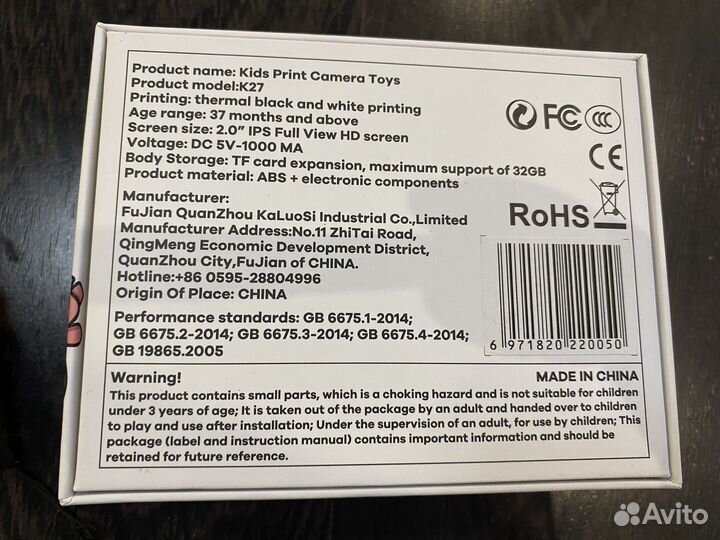 Product name: Kids Print Camera Toys
Product model:K27
Printing: thermal black and white printing
Age range: 37 months and above
Screen size: 2.0” IPS Full View HD screen
Voltage: DC 5V-1000 MA
Body Storage: TF card expansion, maximum support of 32GB
Product material: ABS + electronic components
FC
CCC
CE
Manufacturer:
FuJian QuanZhou KaLuoSi Industrial Co.,Limited
Manufacturer Address:No.11 ZhiTai Road,
QingMeng Economic Development District,
QuanZhou City,FuJian of CHINA.
Hotline:+86 0595-28804996
Origin Of Place: CHINA
RoHS
Performance standards: GB 6675.1-2014;
GB 6675.2-2014; GB 6675.3-2014; GB 6675.4-2014;
GB 19865.2005
6 971820 220050
Warning!
MADE IN CHINA
This product contains small parts, which is a choking hazard and is not suitable for children
under 3 years of age; It is taken out of the package by an adult and handed over to children
to play and use after installation; Under the supervision of an adult, for use by children; This
package (label and instruction manual) contains important information and should be
retained for future reference.
Avito